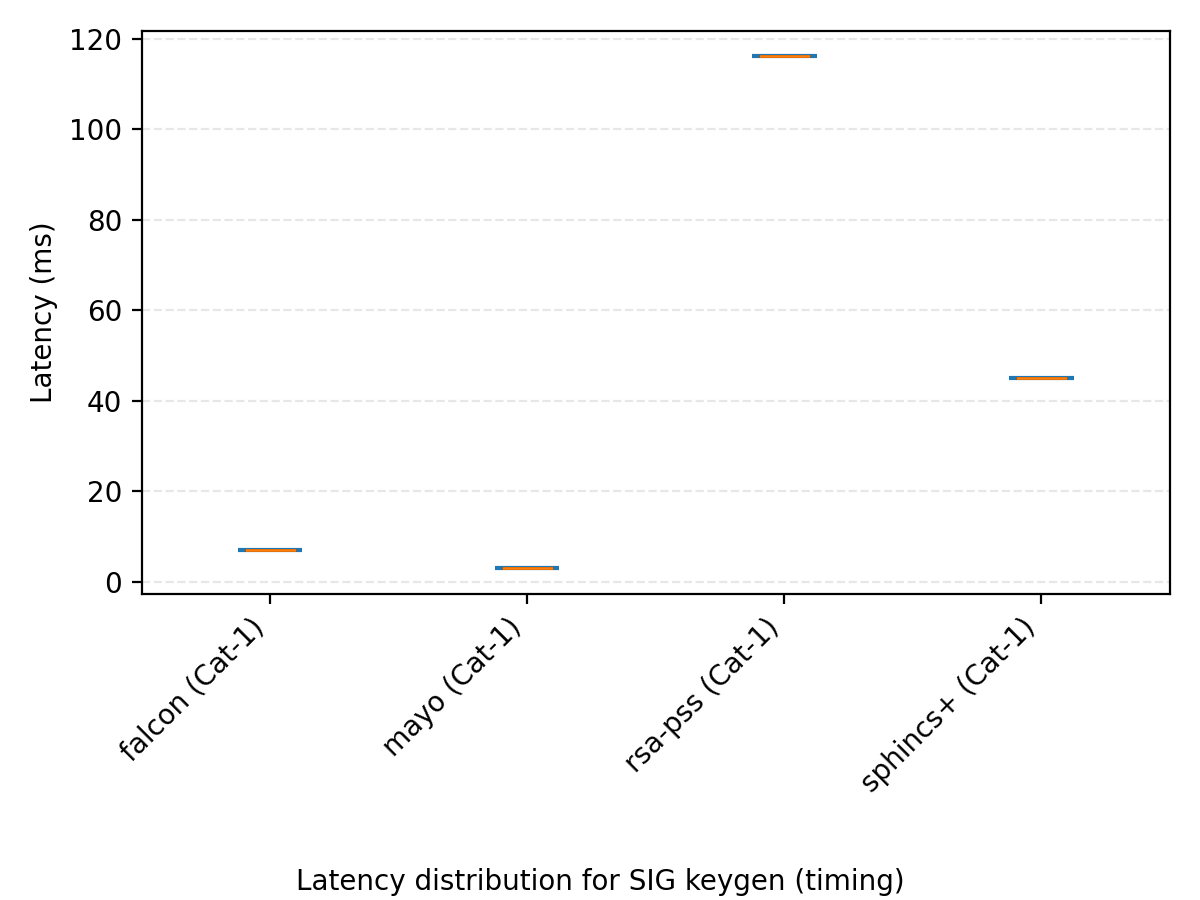 120
100
80
60
40
20
0
Latency (ms)
falcon (Cat-1)
mayo (Cat-1)
rsa-pss (Cat-1)
sphincs+ (Cat-1)
Latency distribution for SIG keygen (timing)